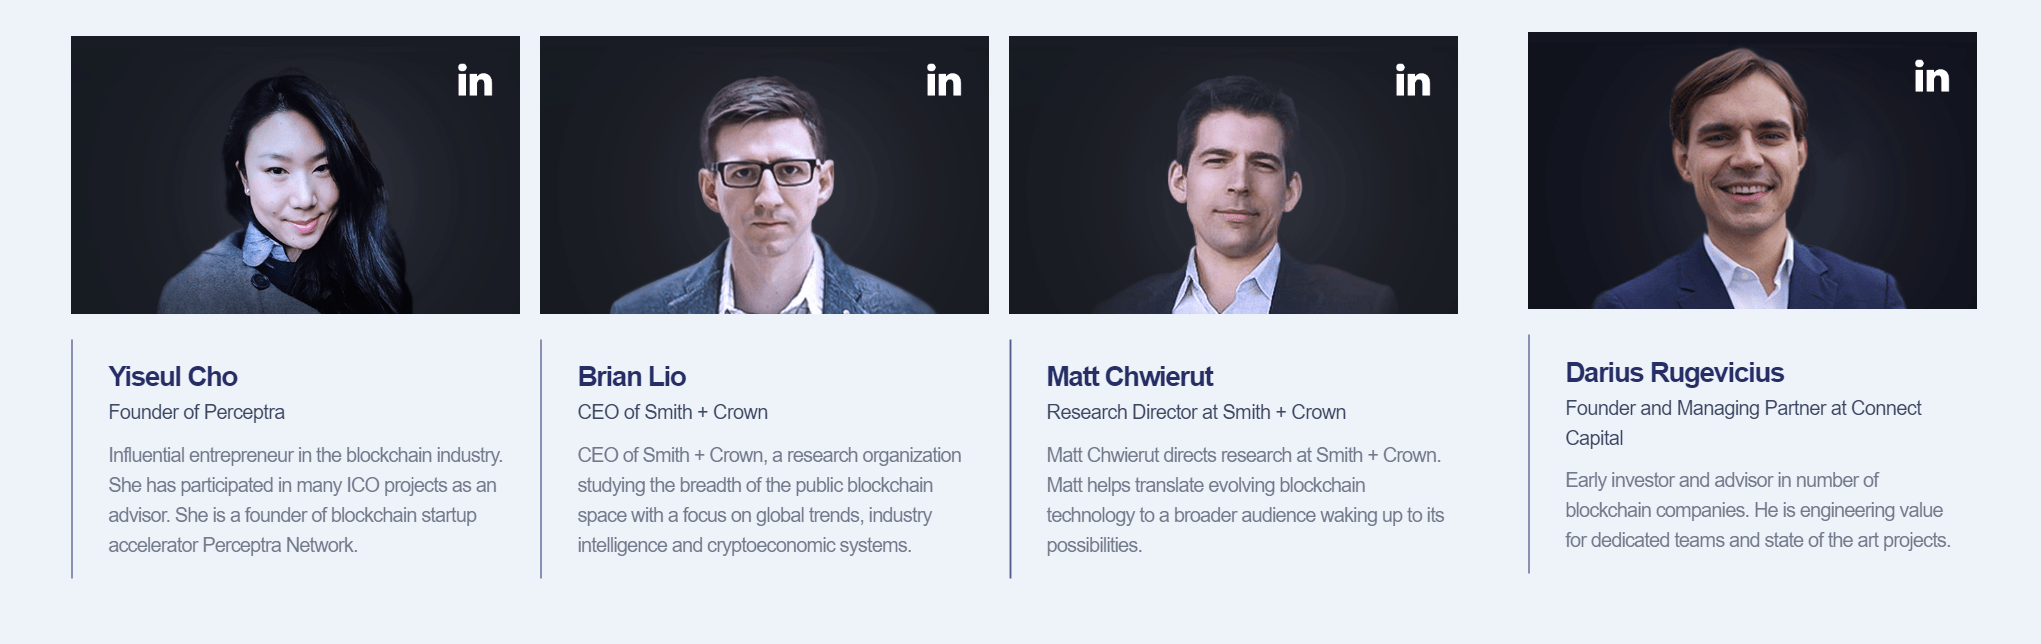 in
in
in
in
Yiseul Cho
Founder of Perceptra
Influential entrepreneur in the blockchain industry.
She has participated in many ICO projects as an
advisor. She is a founder of blockchain startup
accelerator Perceptra Network.
Brian Lio
CEO of Smith + Crown
CEO of Smith + Crown, a research organization
studying the breadth of the public blockchain
space with a focus on global trends, industry
intelligence and cryptoeconomic systems.
Matt Chwierut
Research Director at Smith + Crown
Matt Chwierut directs research at Smith + Crown.
Matt helps translate evolving blockchain
technology to a broader audience waking up to its
possibilities.
Darius Rugevicius
Founder and Managing Partner at Connect
Capital
Early investor and advisor in number of
blockchain companies. He is engineering value
for dedicated teams and state of the art projects.